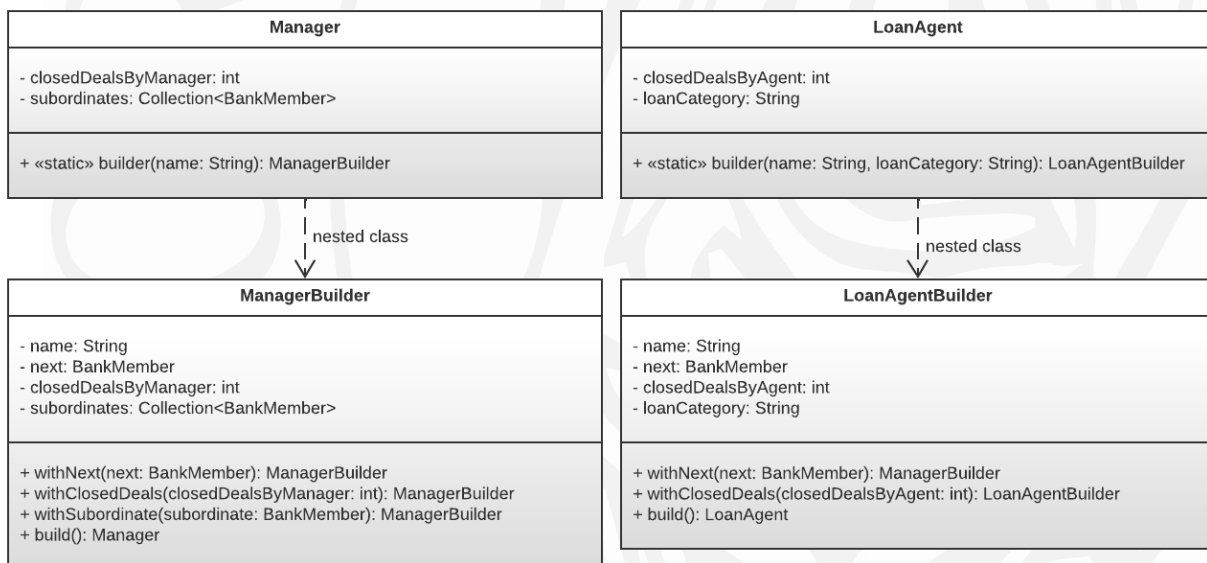 Manager
- closedDealsByManager: int
- subordinates: Collection<BankMember>
+ «static» builder(name: String): ManagerBuilder
nested class
ManagerBuilder
- name: String
- next: BankMember
- closedDealsByManager: int
- subordinates: Collection<BankMember>
+ withNext(next: BankMember): ManagerBuilder
+ withClosedDeals(closedDealsByManager: int): ManagerBuilder
+ withSubordinate(subordinate: BankMember): ManagerBuilder
+ build(): Manager
LoanAgent
- closedDealsByAgent: int
- loanCategory: String
+ «static» builder(name: String, loanCategory: String): LoanAgentBuilder
nested class
LoanAgentBuilder
- name: String
- next: BankMember
- closedDealsByAgent: int
- loanCategory: String
+ withNext(next: BankMember): ManagerBuilder
+ withClosedDeals(closedDealsByAgent: int): LoanAgentBuilder
+ build(): LoanAgent